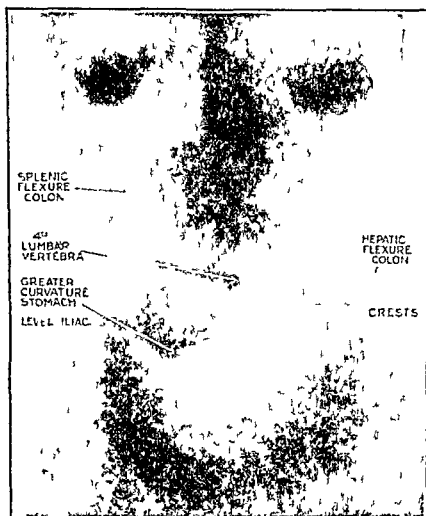 SPLENIC
FLEXURE
COLON
4TH
LUMBAR
VERTEBRA
HEPATIC
FLEXURE
COLON
GREATER
CURVATURE
STOMACH
LEVEL ILIAC
CRESTS